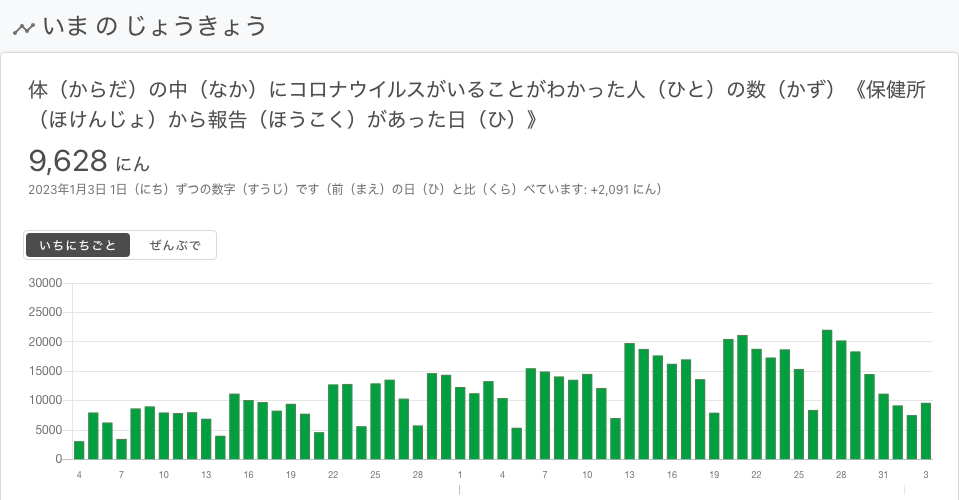 いま の じょうきょう
体（からだ）の中（なか）にコロナウイルスがいることがわかった人（ひと）の数（かず）《保健所
（ほけんじょ）から報告（ほうこく）があった日（ひ）》
9,628 にん
2023年1月3日 1日（にち）ずつの数字（すうじ）です（前（まえ）の日（ひ）と比（くら）べています: +2,091 にん）
いちにちごと ぜんぶで
30000
25000
20000
15000
10000
5000
0
4 7 10 13 16 19 22 25 28 1 4 7 10 13 16 19 22 25 28 31 3